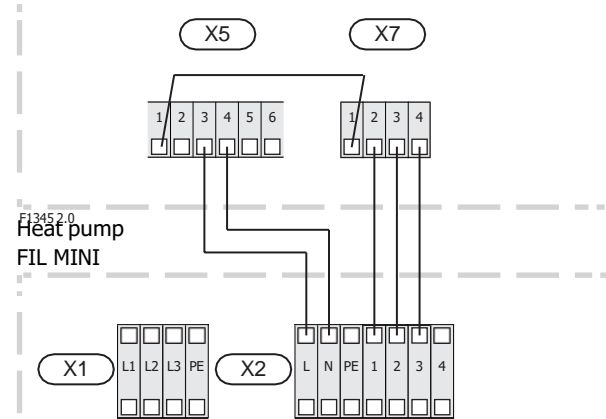 X5 X7
1 2 3 4 5 6 1 2 3 4
F1345 2.0
Heat pump
FIL MINI
X1 L1 L2 L3 PE X2 L N PE 1 2 3 4